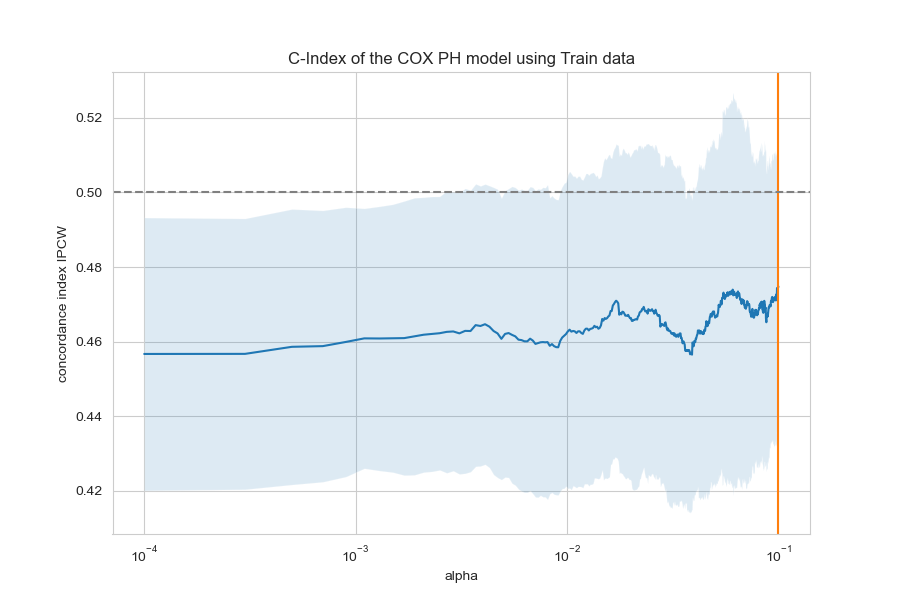 C-Index of the COX PH model using Train data
concordance index IPCW
0.52
0.50
0.48
0.46
0.44
0.42
10⁻⁴ 10⁻³ 10⁻² 10⁻¹
alpha